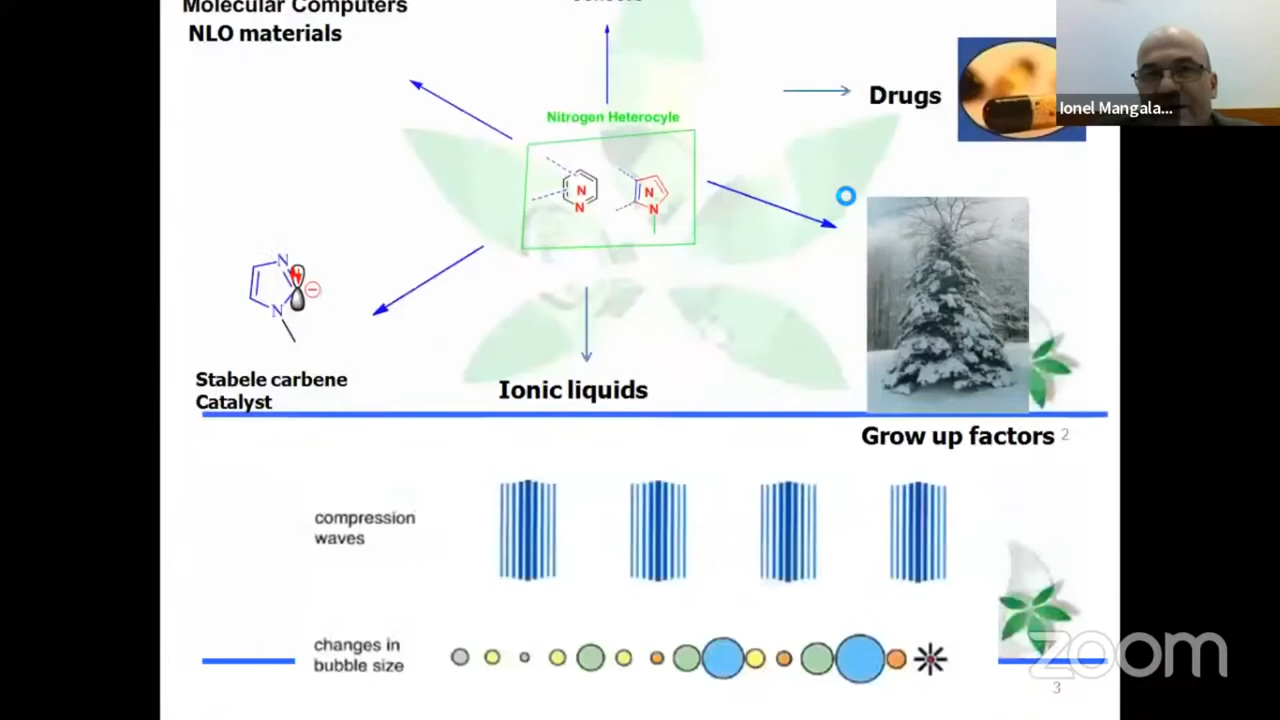 Molecular Computers
NLO materials
Nitrogen Heterocyle
Drugs
Ionel Mangala...
N
N
N
N
N
N
Stabele carbene
Catalyst
Ionic liquids
Grow up factors
2
compression
waves
changes in
bubble size
zoom
3